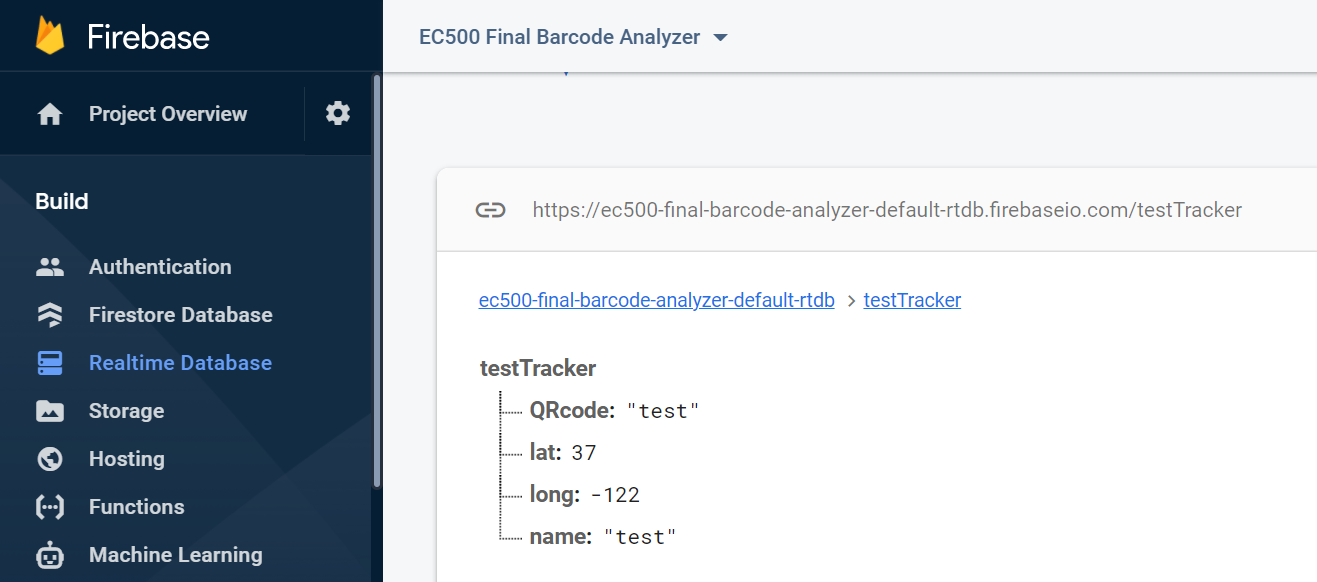 Firebase
Project Overview
Build
Authentication
Firestore Database
Realtime Database
Storage
Hosting
Functions
Machine Learning
EC500 Final Barcode Analyzer
https://ec500-final-barcode-analyzer-default-rtdb.firebaseio.com/testTracker
ec500-final-barcode-analyzer-default-rtdb > testTracker
testTracker
QRcode: "test"
lat: 37
long: -122
name: "test"